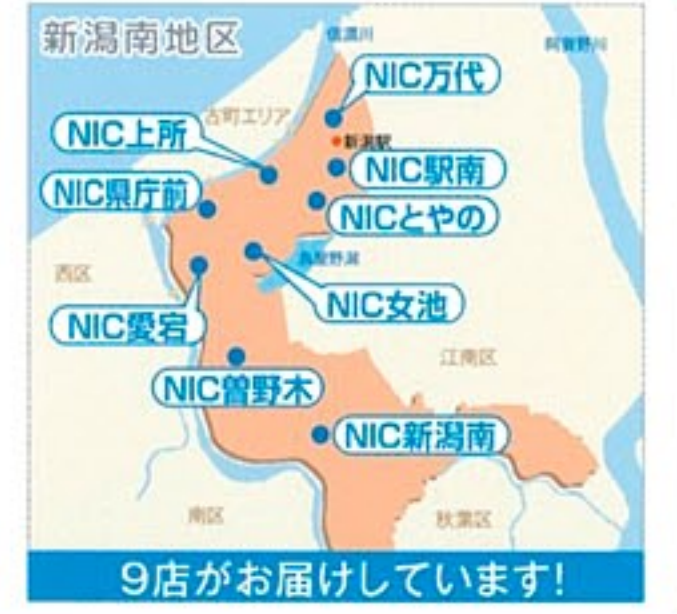 新潟南地区
信濃川
阿賀野川
NIC万代
古町エリア
NIC上所
新潟駅
NIC駅南
NIC県庁前
NICとやの
鳥屋野潟
西区
NIC女池
NIC愛宕
江南区
NIC曽野木
NIC新潟南
南区
秋葉区
9店がお届けしています!